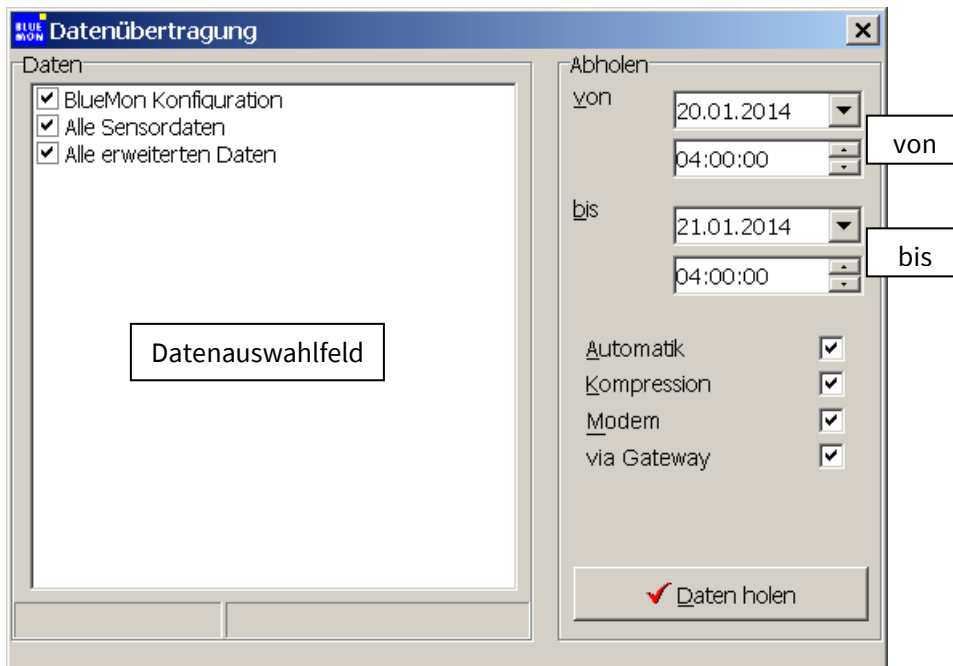 BLUE MON Datenübertragung
Daten
BlueMon Konfiguration
Alle Sensordaten
Alle erweiterten Daten
Datenauswahlfeld
Abholen
von
20.01.2014
04:00:00
von
bis
21.01.2014
04:00:00
bis
Automatik
Kompression
Modem
via Gateway
Daten holen